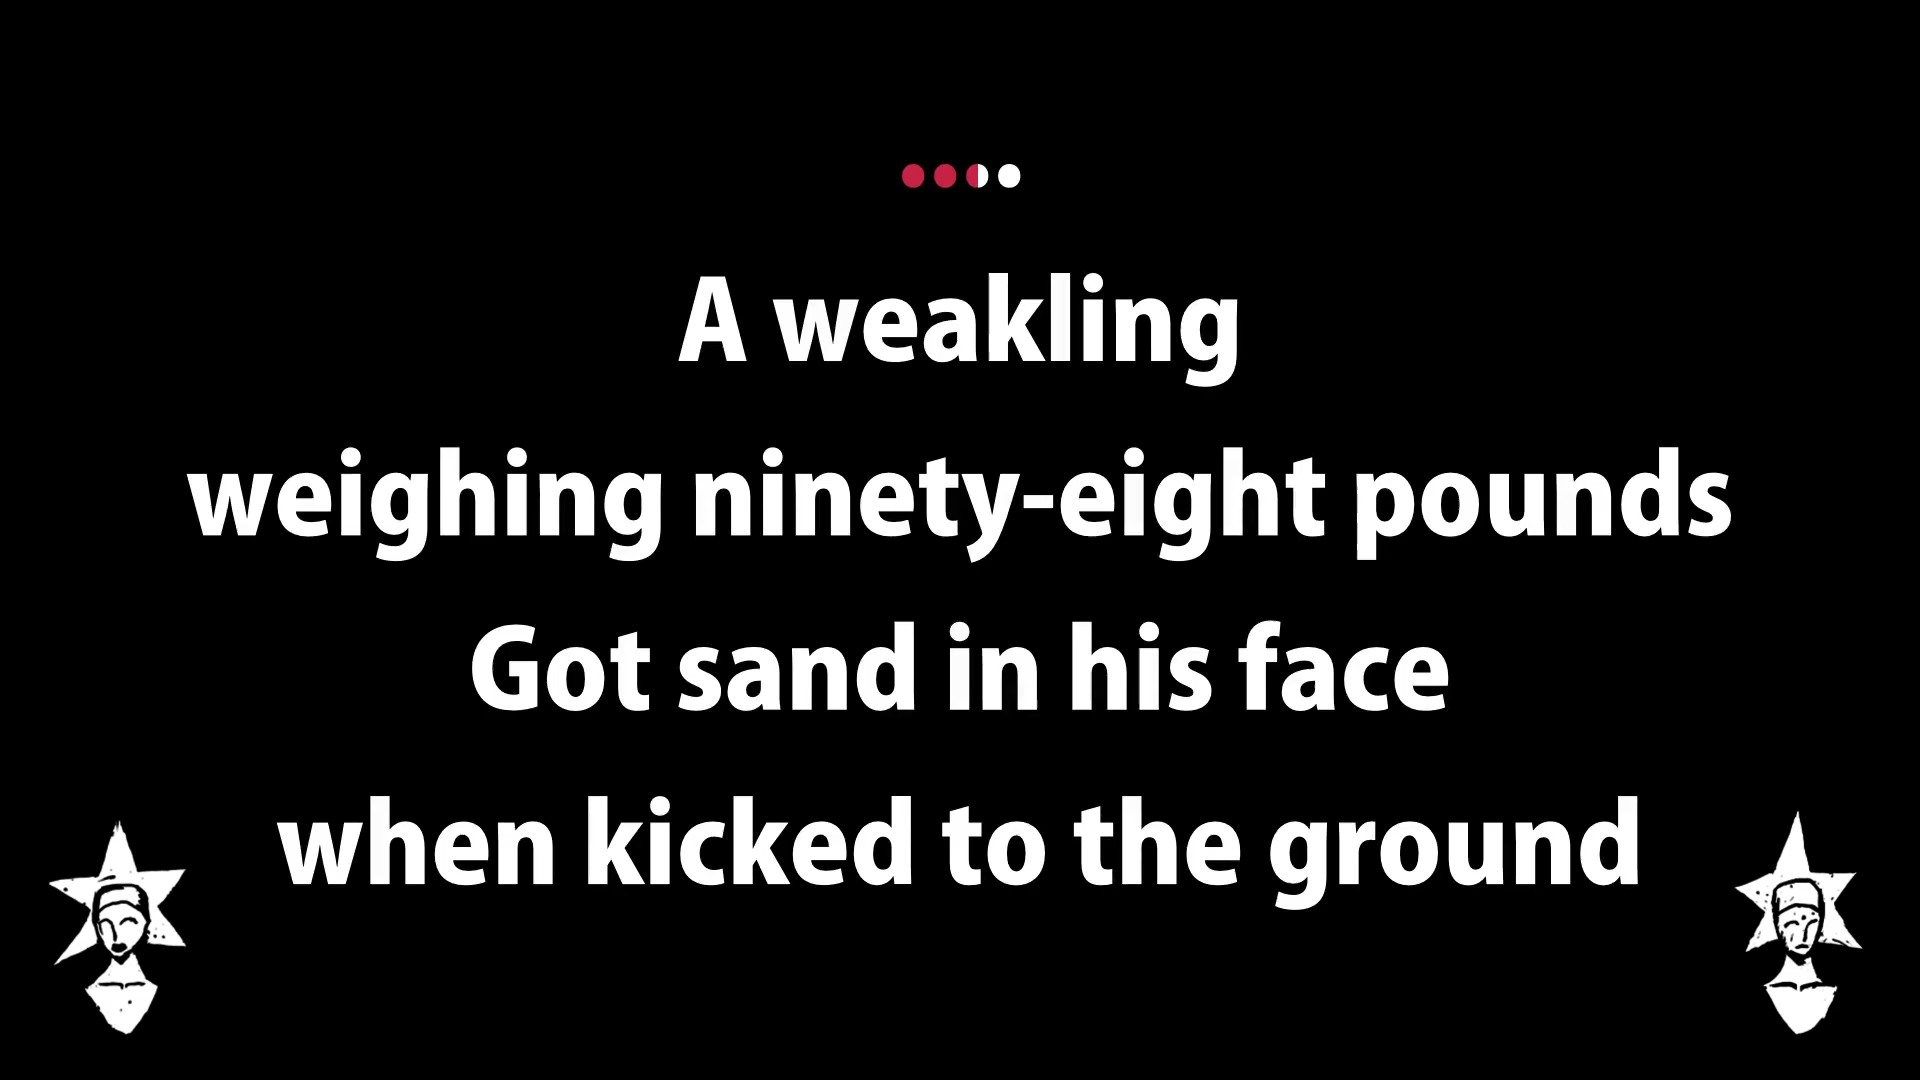 A weakling
weighing ninety-eight pounds
Got sand in his face
when kicked to the ground